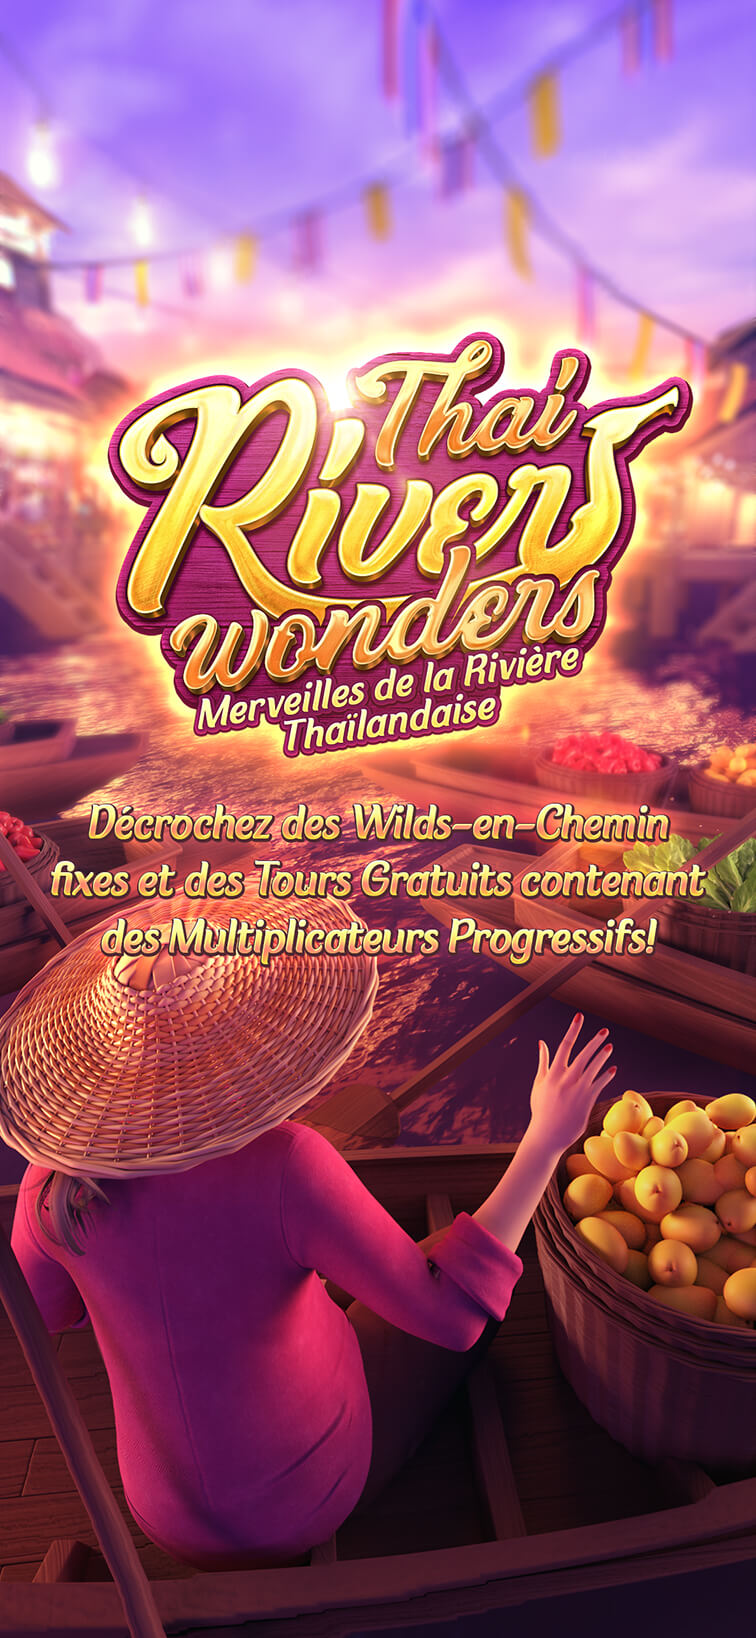 Thai
River
wonders
Merveilles de la Rivière
Thaïlandaise
Décrochez des Wilds-en-Chemin
fixes et des Tours Gratuits contenant
des Multiplicateurs Progressifs!